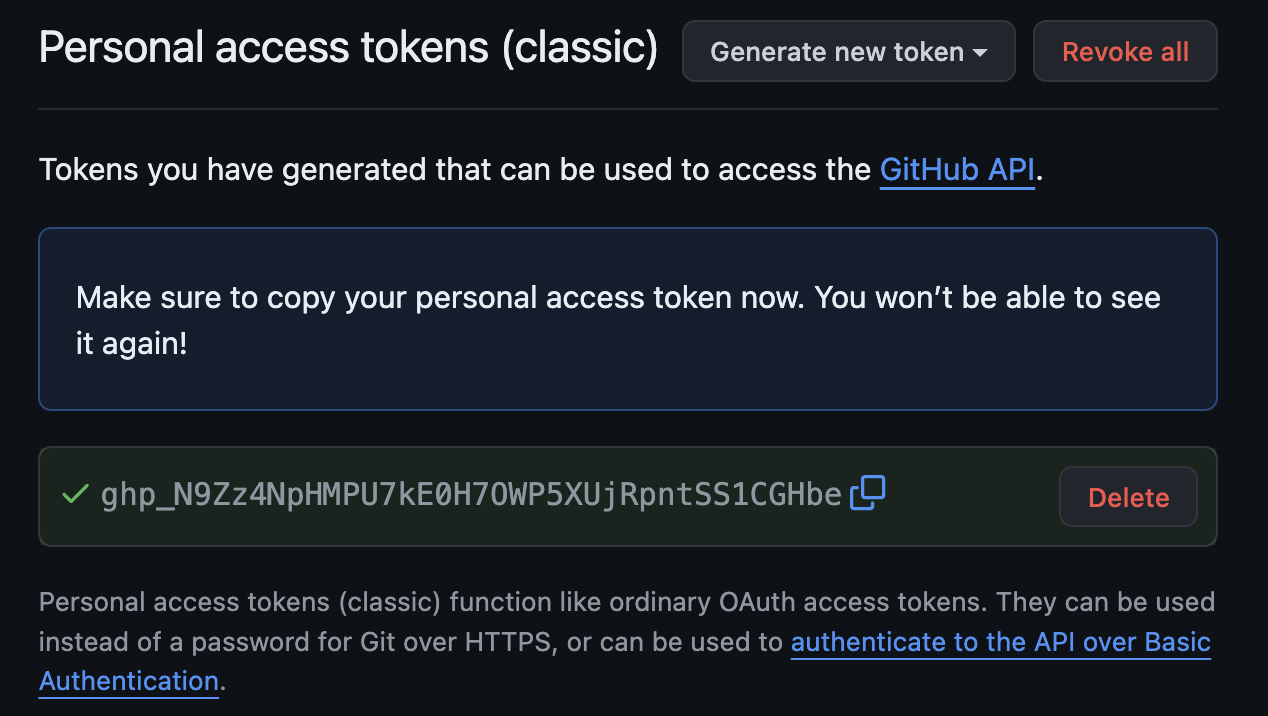 Personal access tokens (classic)
Generate new token
Revoke all
Tokens you have generated that can be used to access the GitHub API.
Make sure to copy your personal access token now. You won’t be able to see
it again!
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
Delete
Personal access tokens (classic) function like ordinary OAuth access tokens. They can be used
instead of a password for Git over HTTPS, or can be used to authenticate to the API over Basic
Authentication.